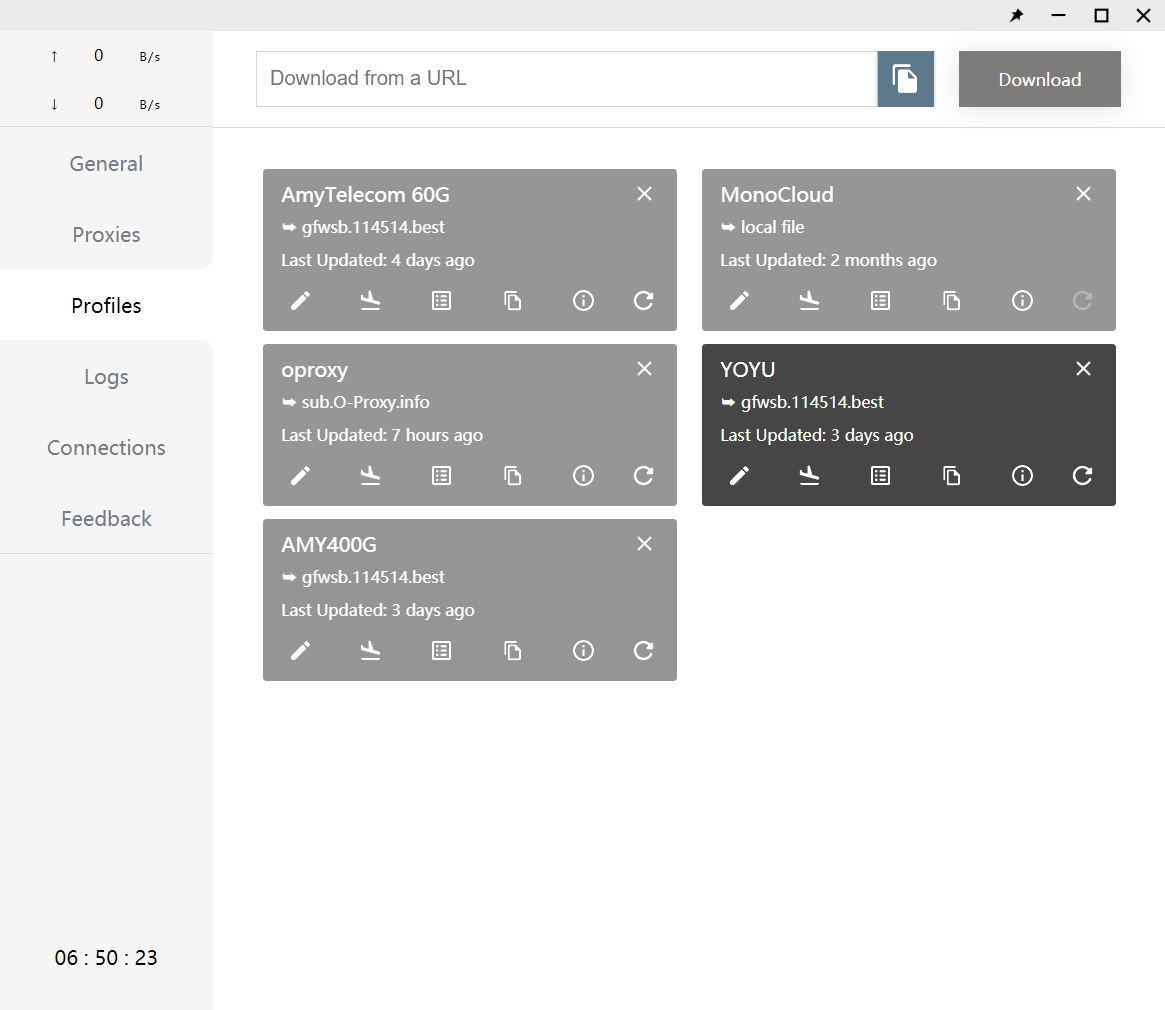 ↑ 0 B/s
↓ 0 B/s
General
Proxies
Profiles
Logs
Connections
Feedback
06 : 50 : 23
Download from a URL
Download
AmyTelecom 60G
➥ gfwsb.114514.best
Last Updated: 4 days ago
MonoCloud
➥ local file
Last Updated: 2 months ago
oproxy
➥ sub.O-Proxy.info
Last Updated: 7 hours ago
YOYU
➥ gfwsb.114514.best
Last Updated: 3 days ago
AMY400G
➥ gfwsb.114514.best
Last Updated: 3 days ago